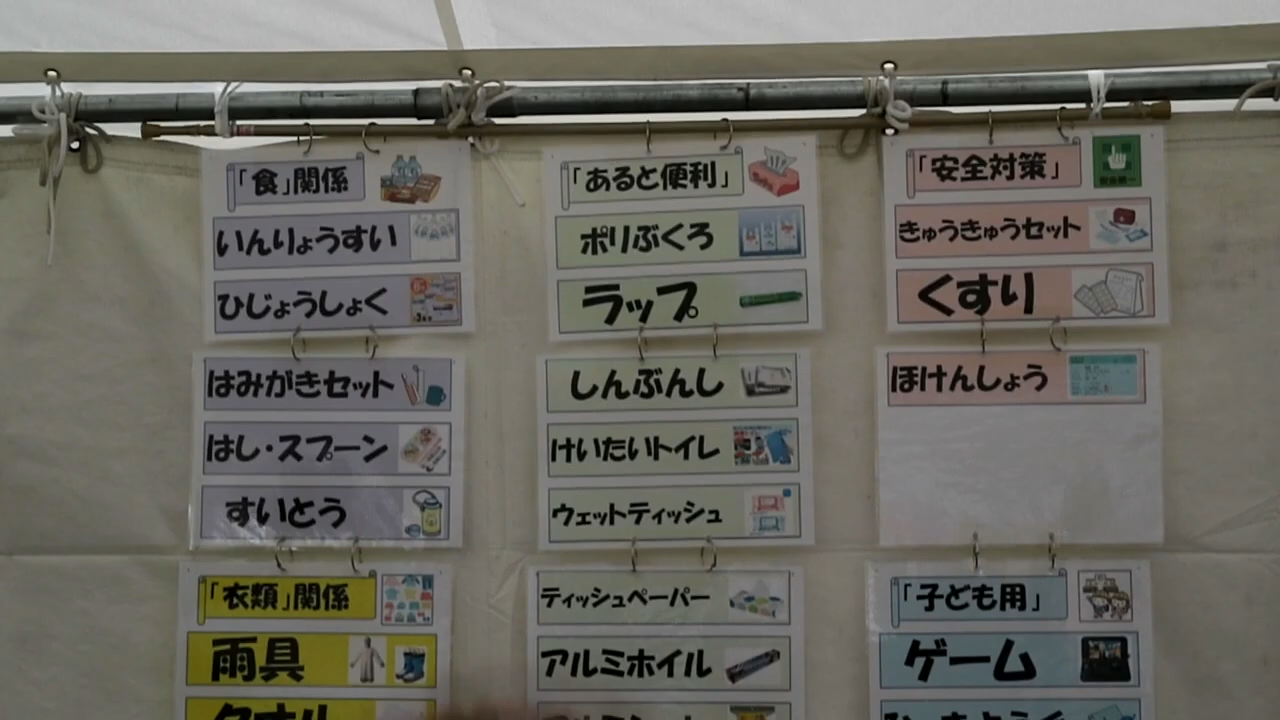 「食」関係
いんりょうすい
ひじょうしょく
はみがきセット
はし・スプーン
すいとう
「衣類」関係
雨具
タオル
「あると便利」
ポリぶくろ
ラップ
しんぶんし
けいたいトイレ
ウェットティッシュ
ティッシュペーパー
アルミホイル
「安全対策」
きゅうきゅうセット
くすり
ほけんしょう
「子ども用」
ゲーム